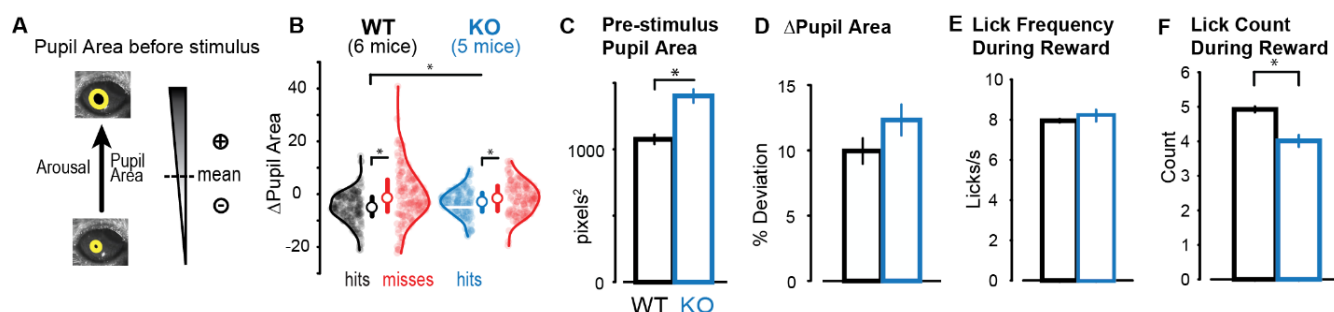 A
Pupil Area before stimulus
Arousal
Pupil
Area
⊕
mean
⊖
B
WT
(6 mice)
KO
(5 mice)
*
ΔPupil Area
40
20
0
-20
*
*
hits
misses
hits
C
Pre-stimulus
Pupil Area
*
pixels²
1000
0
WT
KO
D
ΔPupil Area
% Deviation
15
10
5
0
E
Lick Frequency
During Reward
Licks/s
10
8
6
4
2
0
F
Lick Count
During Reward
*
Count
6
5
4
3
2
1
0